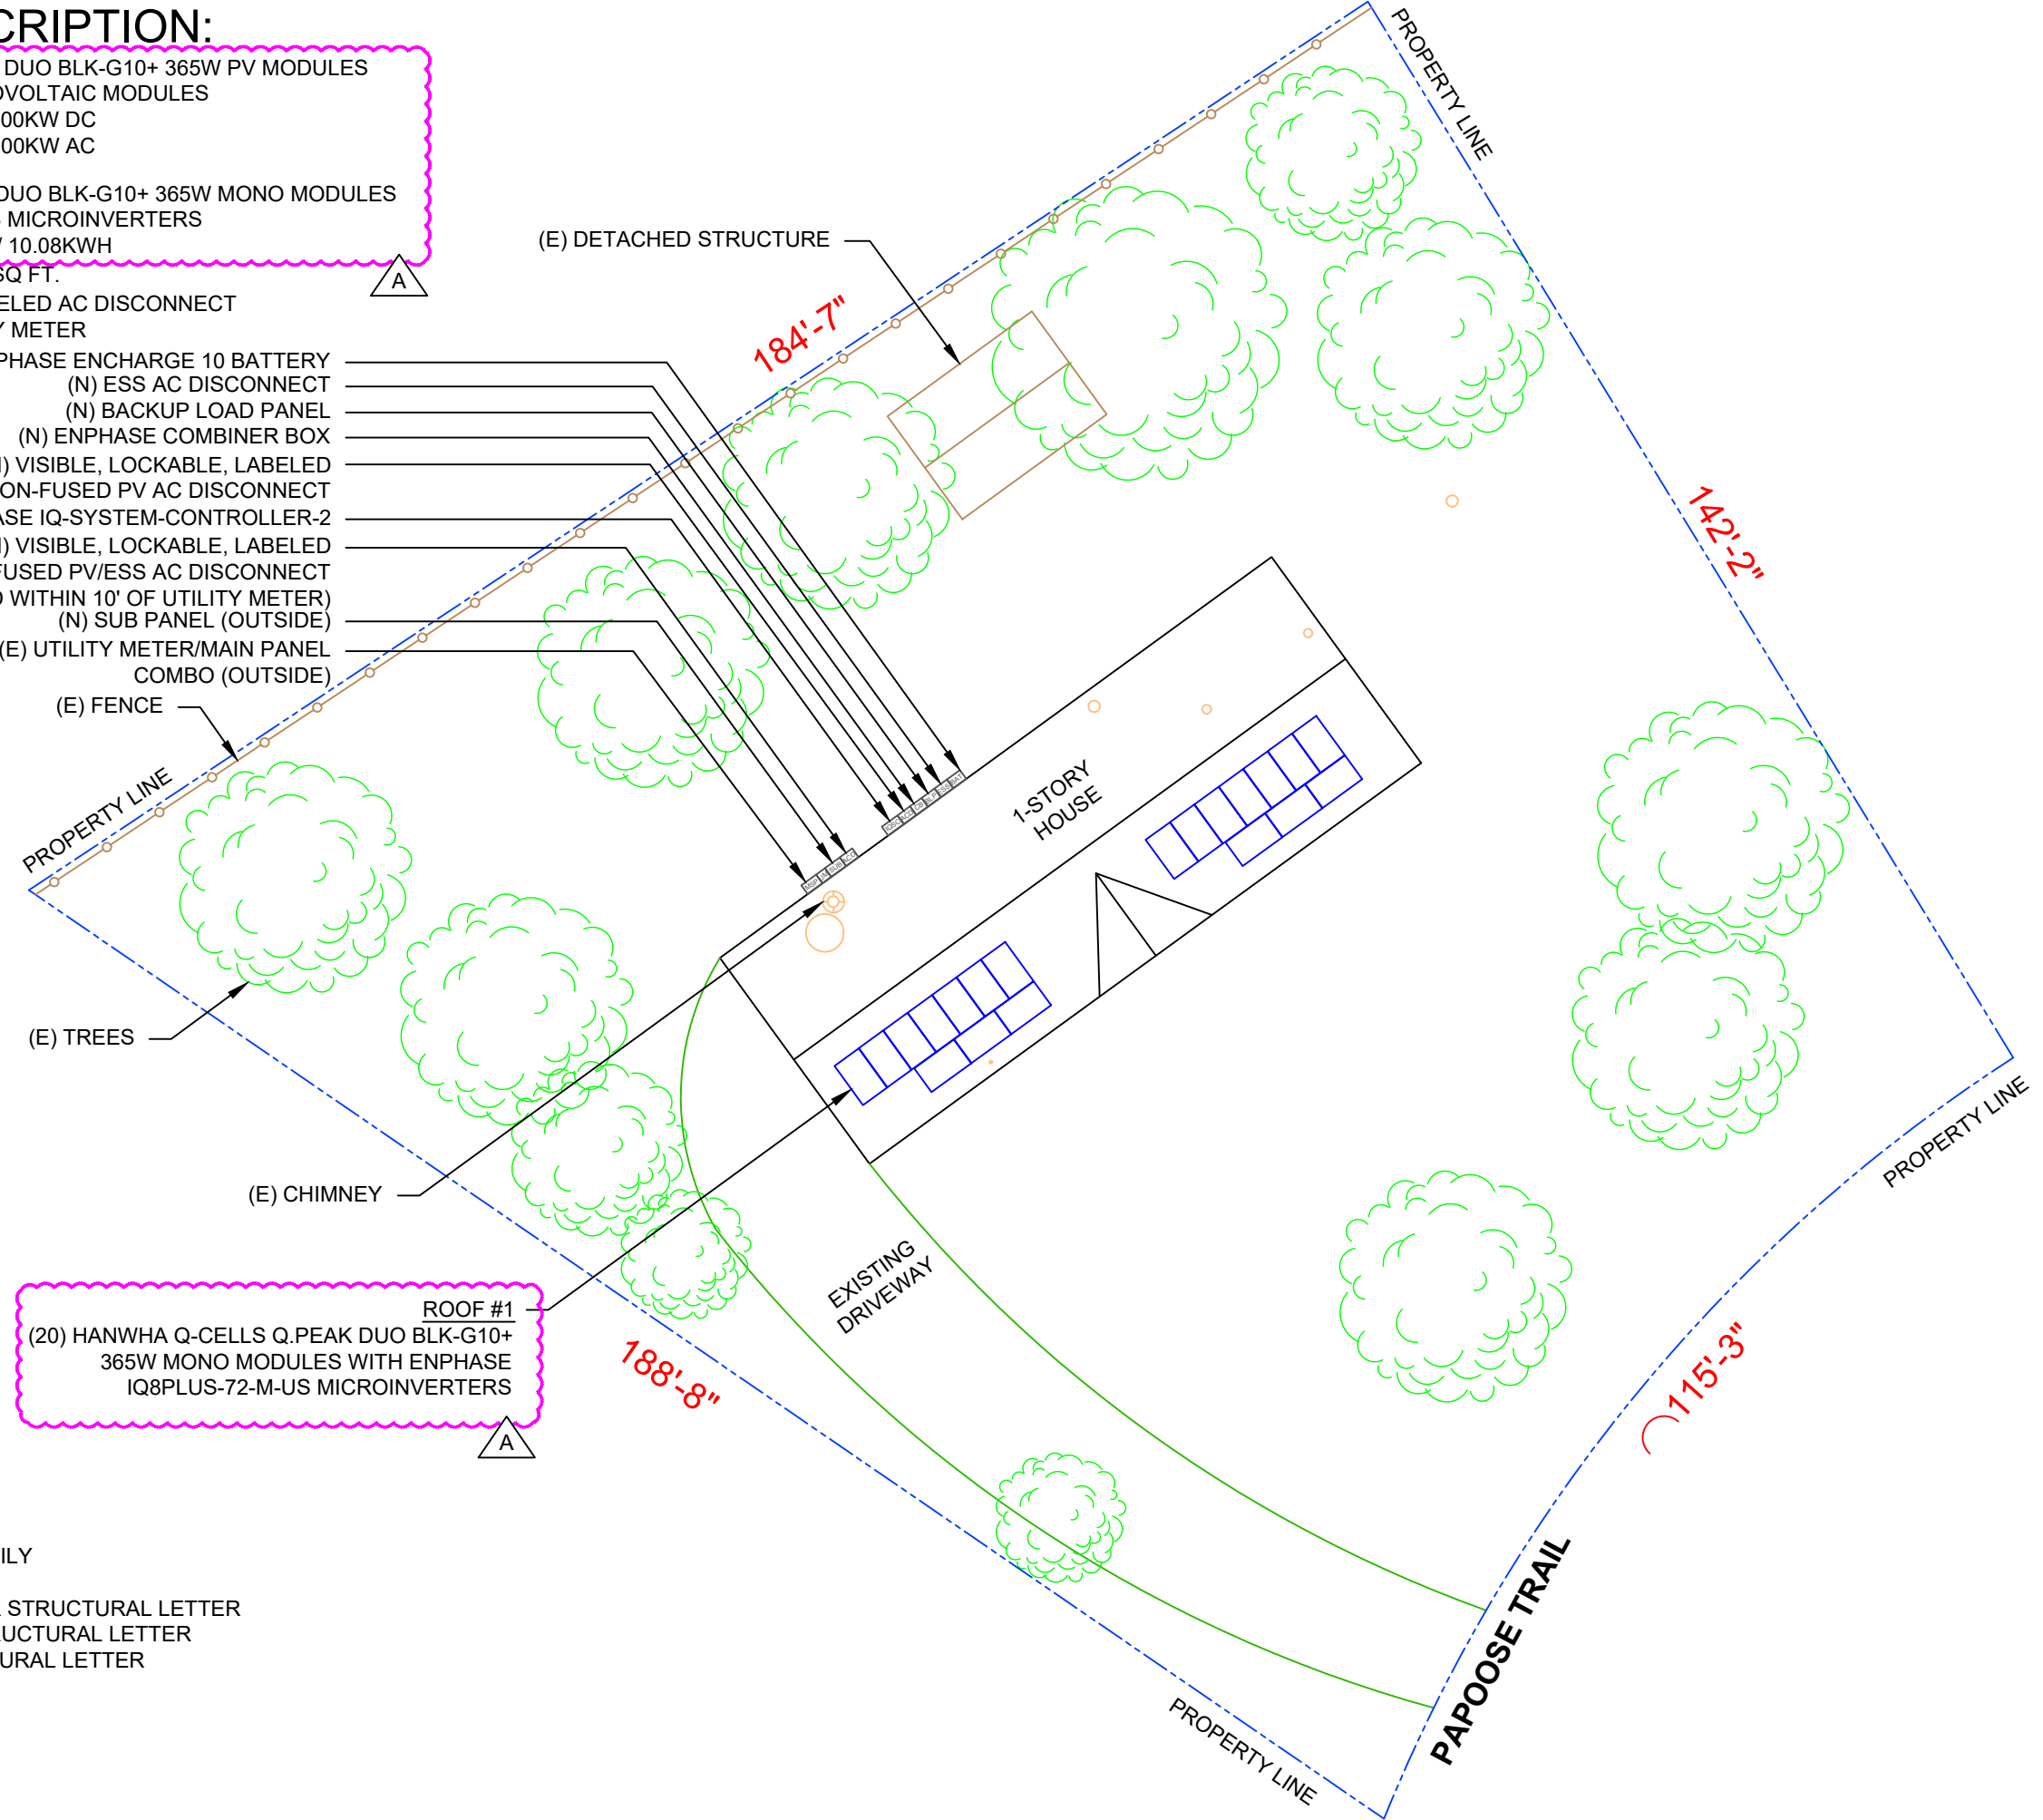 CRIPTION:
DUO BLK-G10+ 365W PV MODULES
OVOLTAIC MODULES
00KW DC
00KW AC
DUO BLK-G10+ 365W MONO MODULES
MICROINVERTERS
10.08KWH
SQ FT.
A
ELED AC DISCONNECT
Y METER
PHASE ENCHARGE 10 BATTERY
(N) ESS AC DISCONNECT
(N) BACKUP LOAD PANEL
(N) ENPHASE COMBINER BOX
) VISIBLE, LOCKABLE, LABELED
ON-FUSED PV AC DISCONNECT
ASE IQ-SYSTEM-CONTROLLER-2
) VISIBLE, LOCKABLE, LABELED
FUSED PV/ESS AC DISCONNECT
WITHIN 10' OF UTILITY METER)
(N) SUB PANEL (OUTSIDE)
(E) UTILITY METER/MAIN PANEL
COMBO (OUTSIDE)
(E) FENCE
PROPERTY LINE
(E) DETACHED STRUCTURE
184'-7"
PROPERTY LINE
142'-2"
1-STORY
HOUSE
BAT
ESS
BLP
CB
MSP
SUB
(E) TREES
(E) CHIMNEY
PROPERTY LINE
ROOF #1
(20) HANWHA Q-CELLS Q.PEAK DUO BLK-G10+
365W MONO MODULES WITH ENPHASE
IQ8PLUS-72-M-US MICROINVERTERS
A
EXISTING
DRIVEWAY
188'-8"
115'-3"
PAPOOSE TRAIL
PROPERTY LINE
ILY
STRUCTURAL LETTER
UCTURAL LETTER
URAL LETTER